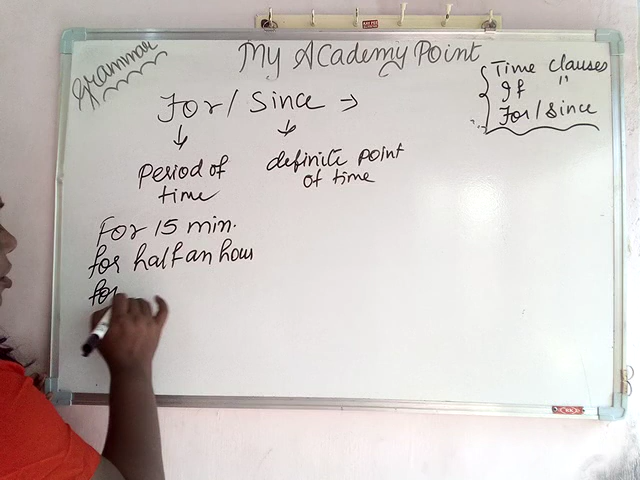 Grammar
My Academy Point
Time clauses
If "
For/since
For/ Since →
Period of time
definite point of time
For 15 min.
for half an hour
for